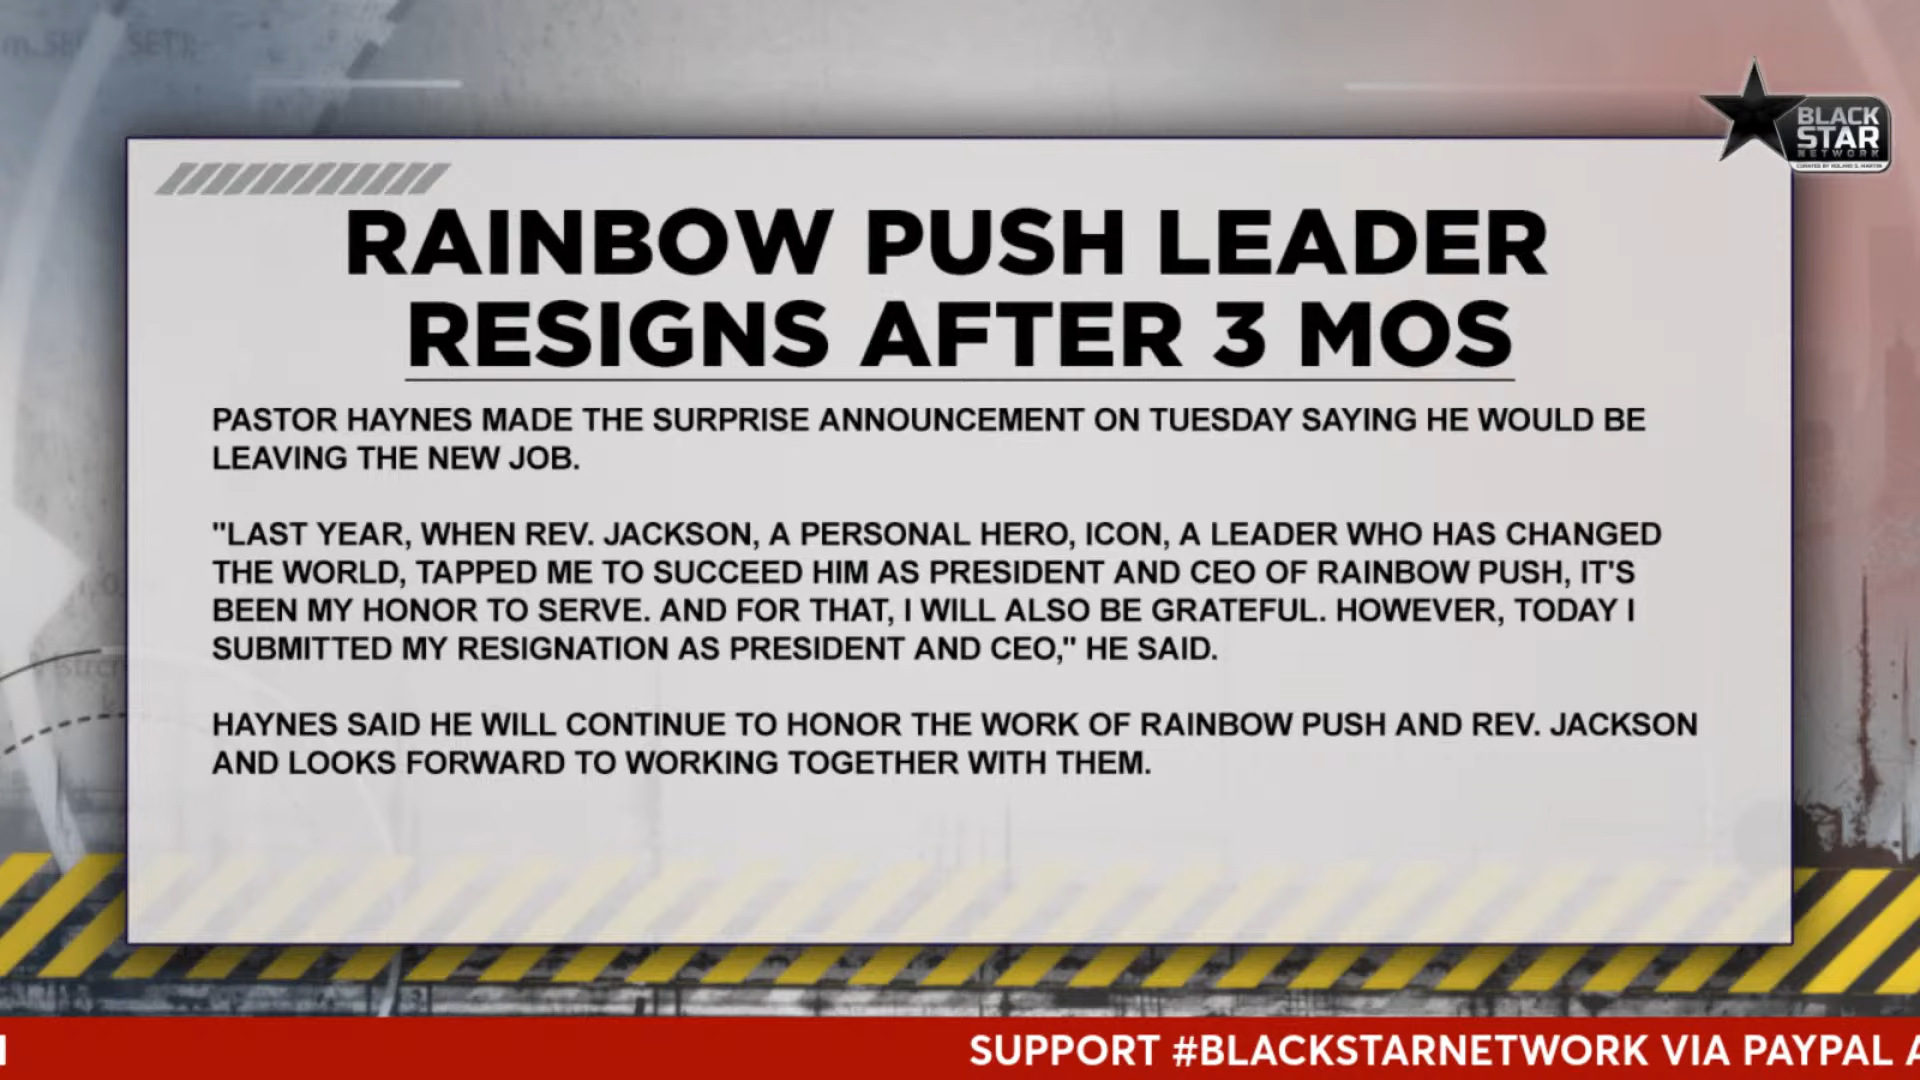 BLACK
STAR
NETWORK
RAINBOW PUSH LEADER
RESIGNS AFTER 3 MOS
PASTOR HAYNES MADE THE SURPRISE ANNOUNCEMENT ON TUESDAY SAYING HE WOULD BE
LEAVING THE NEW JOB.
"LAST YEAR, WHEN REV. JACKSON, A PERSONAL HERO, ICON, A LEADER WHO HAS CHANGED
THE WORLD, TAPPED ME TO SUCCEED HIM AS PRESIDENT AND CEO OF RAINBOW PUSH, IT'S
BEEN MY HONOR TO SERVE. AND FOR THAT, I WILL ALSO BE GRATEFUL. HOWEVER, TODAY I
SUBMITTED MY RESIGNATION AS PRESIDENT AND CEO," HE SAID.
HAYNES SAID HE WILL CONTINUE TO HONOR THE WORK OF RAINBOW PUSH AND REV. JACKSON
AND LOOKS FORWARD TO WORKING TOGETHER WITH THEM.
SUPPORT #BLACKSTARNETWORK VIA PAYPAL